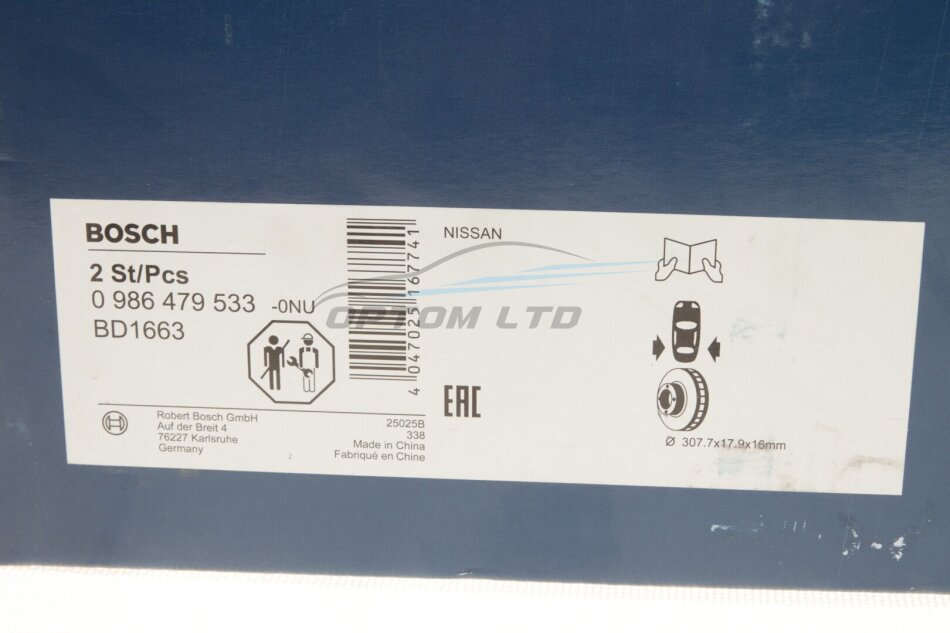 BOSCH
2 St/Pcs
0 986 479 533 -0NU
BD1663
Robert Bosch GmbH
Auf der Breit 4
76227 Karlsruhe
Germany
25025B
338
Made in China
Fabriqué en Chine
4 047025 167741
NISSAN
OPTOM LTD
EAC
Ø 307.7x17.9x16mm